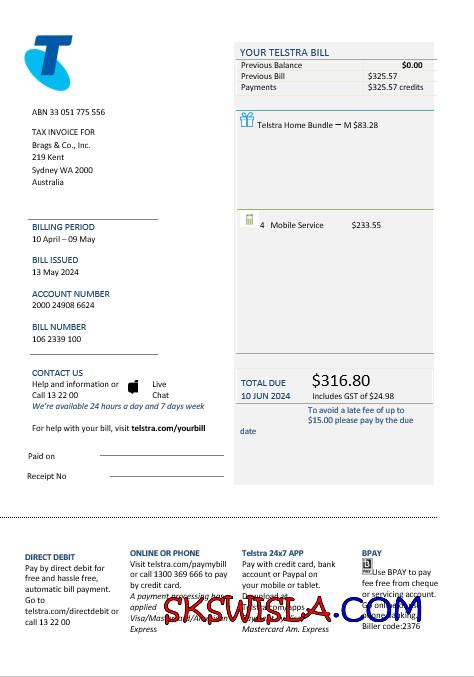 YOUR TELSTRA BILL
Previous Balance $0.00
Previous Bill $325.57
Payments $325.57 credits
ABN 33 051 775 556
TAX INVOICE FOR
Brags & Co., Inc.
219 Kent
Sydney WA 2000
Australia
Telstra Home Bundle – M $83.28
4 Mobile Service $233.55
BILLING PERIOD
10 April – 09 May
BILL ISSUED
13 May 2024
ACCOUNT NUMBER
2000 24908 6624
BILL NUMBER
106 2339 100
CONTACT US
Help and information or Live
Call 13 22 00 Chat
We're available 24 hours a day and 7 days week
For help with your bill, visit telstra.com/yourbill
Paid on
Receipt No
TOTAL DUE $316.80
10 JUN 2024 Includes GST of $24.98
To avoid a late fee of up to
$15.00 please pay by the due
date
DIRECT DEBIT
Pay by direct debit for
free and hassle free,
automatic bill payment.
Go to
telstra.com/directdebit or
call 13 22 00
ONLINE OR PHONE
Visit telstra.com/paymybill
or call 1300 369 666 to pay
by credit card.
A payment processing
applied
Visa/Mastercard/American
Express
Telstra 24x7 APP
Pay with credit card, bank
account or Paypal on
your mobile or tablet.
Download at
Telstra.com/apps
Mastercard Am. Express
BPAY
Use BPAY to pay
fee free from cheque
or servicing account.
Go online
phone banking
Biller code:2376
SKSWISLA.COM